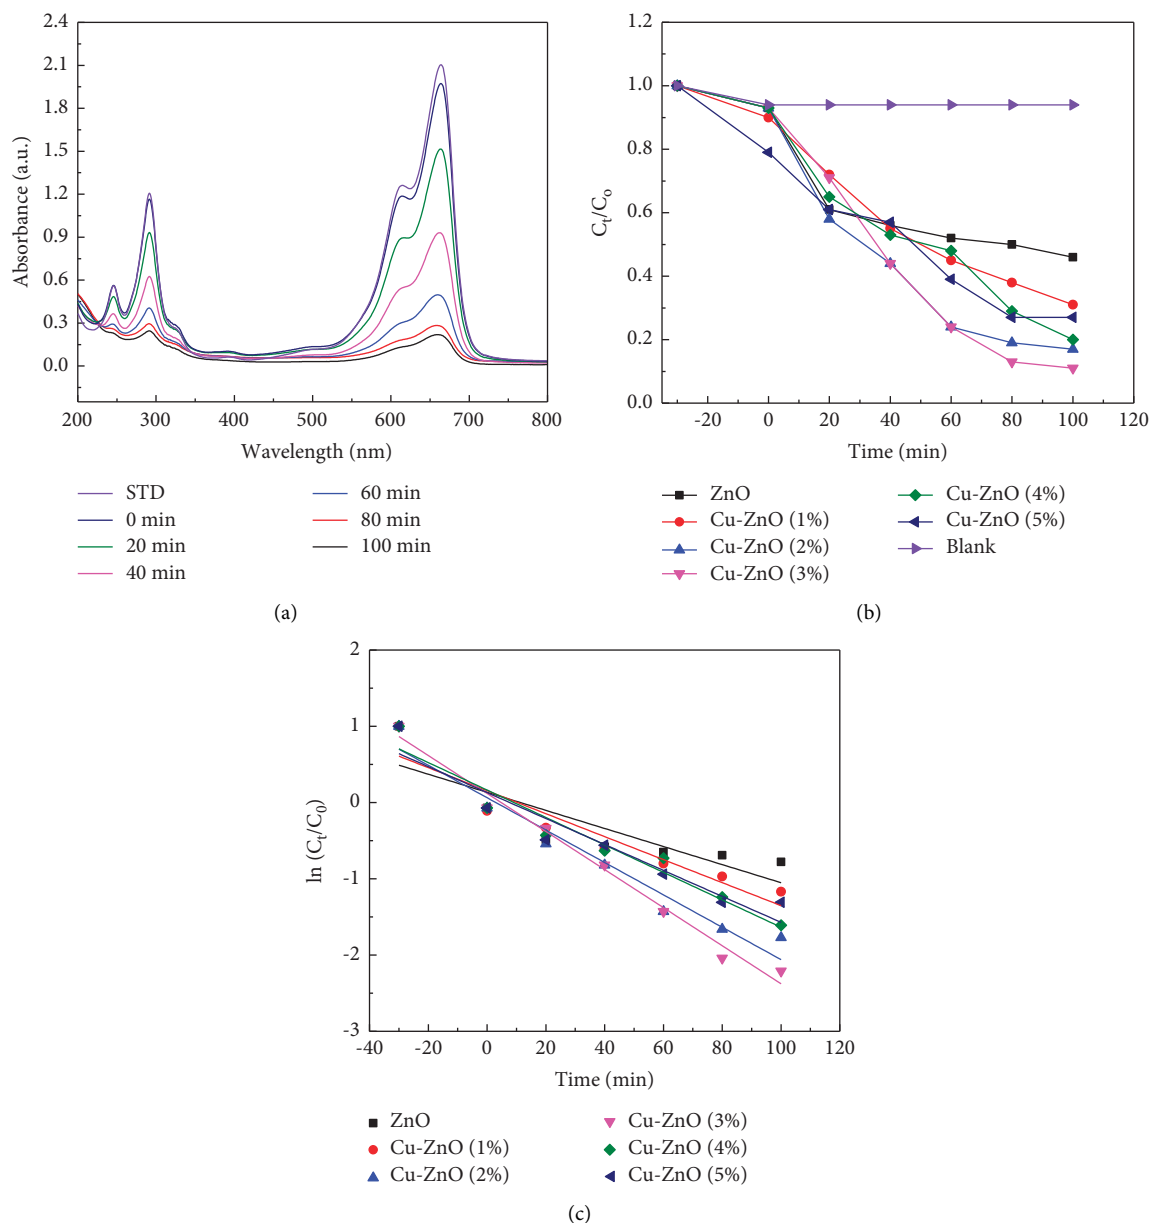 2.4
2.1
1.8
1.5
1.2
0.9
0.6
0.3
0.0
Absorbance (a.u.)
200 300 400 500 600 700 800
Wavelength (nm)
STD
0 min
20 min
40 min
60 min
80 min
100 min
(a)
1.2
1.0
0.8
0.6
0.4
0.2
0.0
Ct/Co
-20 0 20 40 60 80 100 120
Time (min)
ZnO
Cu-ZnO (1%)
Cu-ZnO (2%)
Cu-ZnO (3%)
Cu-ZnO (4%)
Cu-ZnO (5%)
Blank
(b)
2
1
0
-1
-2
-3
ln (Ct/C0)
-40 -20 0 20 40 60 80 100 120
Time (min)
ZnO
Cu-ZnO (1%)
Cu-ZnO (2%)
Cu-ZnO (3%)
Cu-ZnO (4%)
Cu-ZnO (5%)
(c)